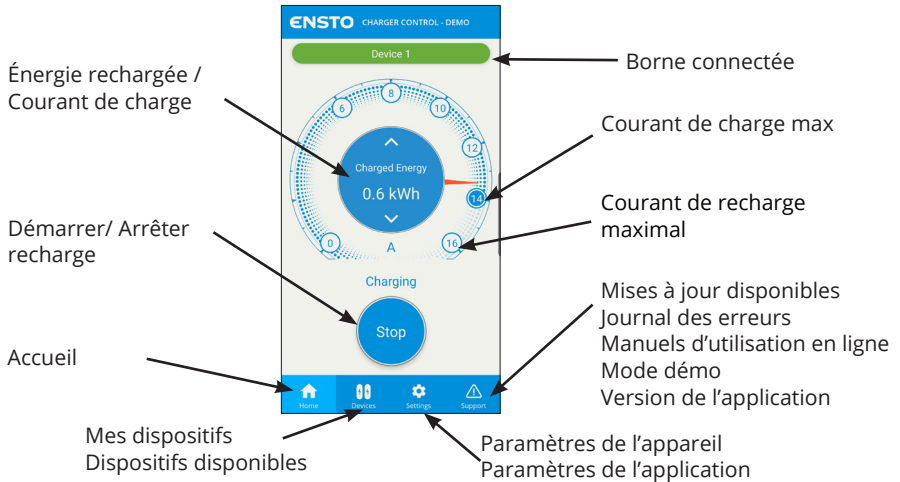 ENSTO CHARGER CONTROL - DEMO
Device 1
Borne connectée
Énergie rechargée /
Courant de charge
6
8
10
12
14
16
0
A
Charged Energy
0.6 kWh
Courant de charge max
Courant de recharge
maximal
Démarrer/ Arrêter
recharge
Charging
Stop
Mises à jour disponibles
Journal des erreurs
Manuels d'utilisation en ligne
Mode démo
Version de l'application
Accueil
Home
Devices
Settings
Support
Mes dispositifs
Dispositifs disponibles
Paramètres de l'appareil
Paramètres de l'application